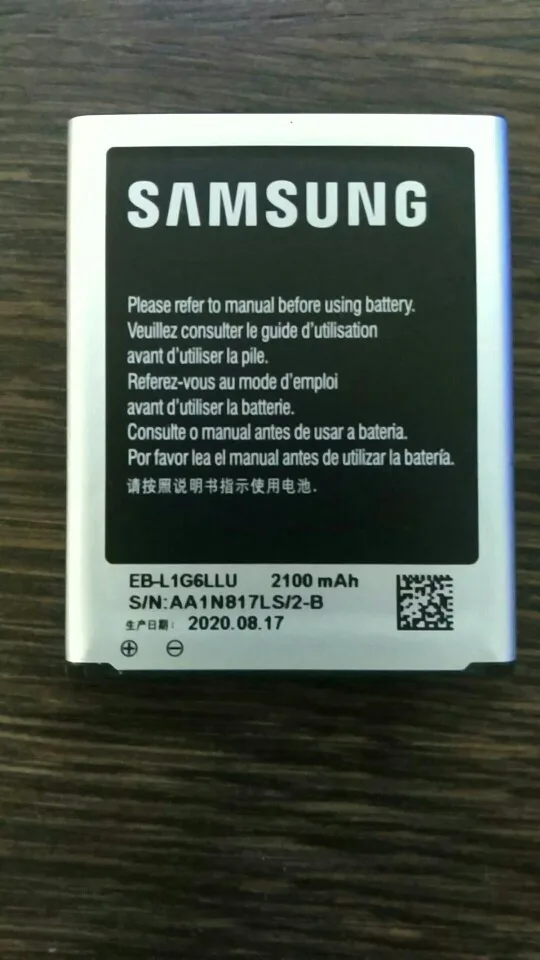 SAMSUNG
Please refer to manual before using battery.
Veuillez consulter le guide d'utilisation
avant d'utiliser la pile.
Referez-vous au mode d'emploi
avant d'utiliser la batterie.
Consulte o manual antes de usar a bateria.
Por favor lea el manual antes de utilizar la batería.
请按照说明书指示使用电池.
EB-L1G6LLU 2100 mAh
S/N:AA1N817LS/2-B
生产日期: 2020.08.17